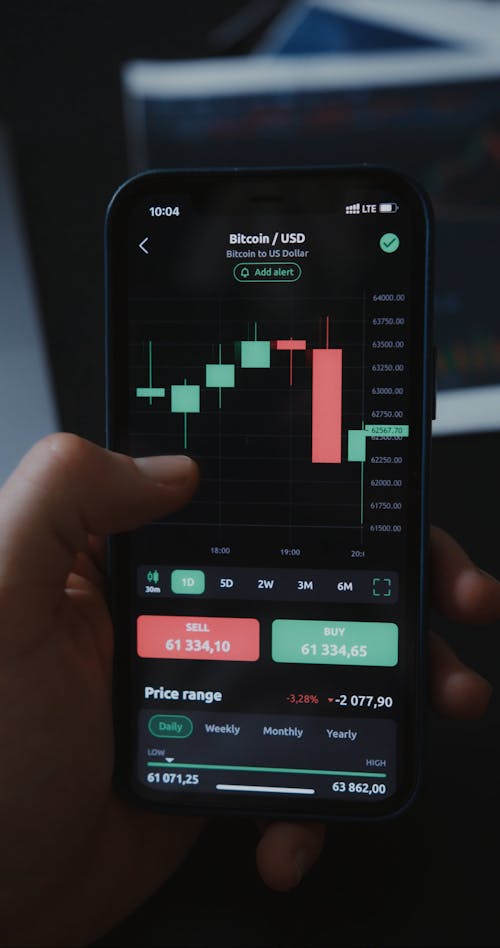 10:04 LTE
Bitcoin / USD
Bitcoin to US Dollar
Add alert
64000.00
63750.00
63500.00
63250.00
63000.00
62750.00
62567.70
62500.00
62250.00
62000.00
61750.00
61500.00
18:00 19:00 20:
30m 1D 5D 2W 3M 6M
SELL BUY
61 334,10 61 334,65
Price range -3,28% -2 077,90
Daily Weekly Monthly Yearly
LOW HIGH
61 071,25 63 862,00